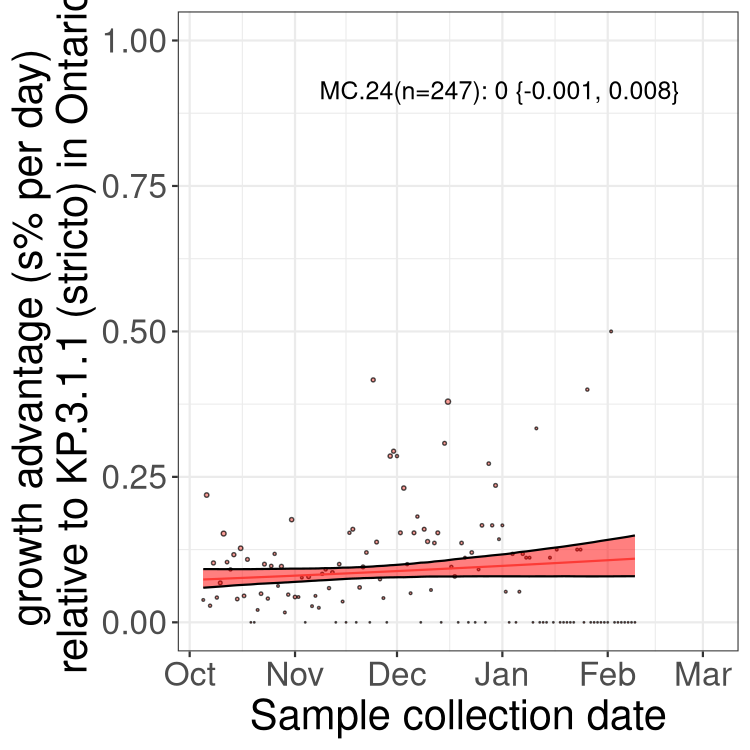 growth advantage (s% per day)
relative to KP.3.1.1 (stricto) in Ontario
1.00
0.75
0.50
0.25
0.00
MC.24(n=247): 0 {-0.001, 0.008}
Oct Nov Dec Jan Feb Mar
Sample collection date